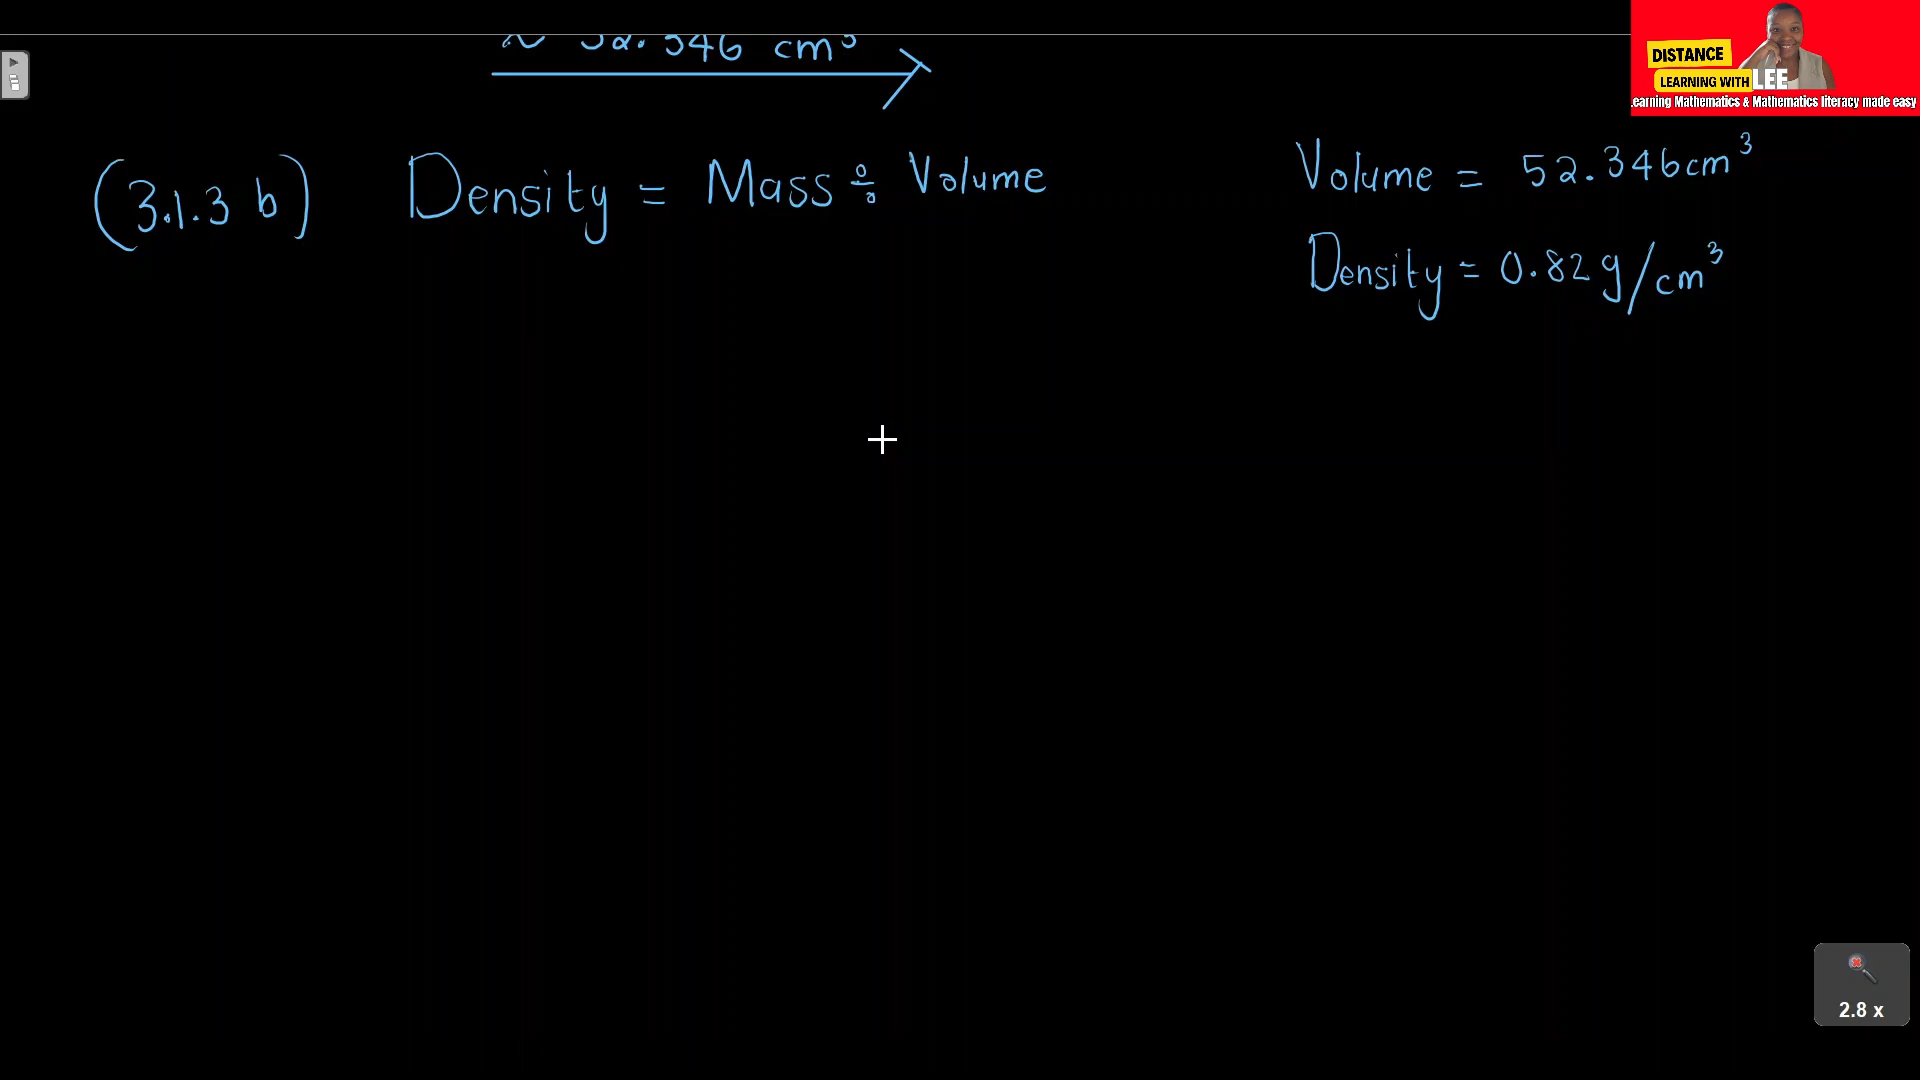 ≈ 52.346 cm³
(3.1.3 b) Density = Mass ÷ Volume
Volume = 52.346cm³
Density = 0.82g/cm³
DISTANCE
LEARNING WITH LEE
Learning Mathematics & Mathematics literacy made easy
2.8 x